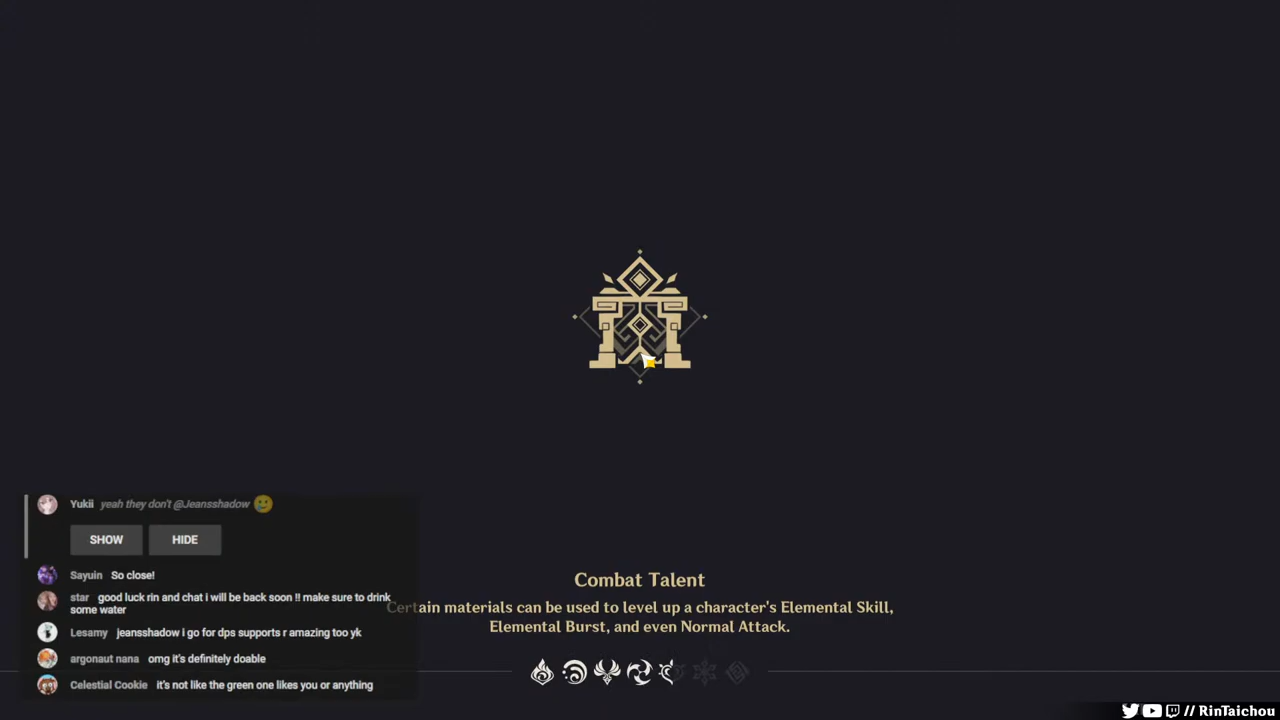 Yukii yeah they don't @Jeansshadow
SHOW HIDE
Sayuin So close!
star good luck rin and chat i will be back soon !! make sure to drink
some water
Lesamy jeansshadow i go for dps supports r amazing too yk
argonaut nana omg it's definitely doable
Celestial Cookie it's not like the green one likes you or anything
Combat Talent
Certain materials can be used to level up a character's Elemental Skill,
Elemental Burst, and even Normal Attack.
// RinTaichou